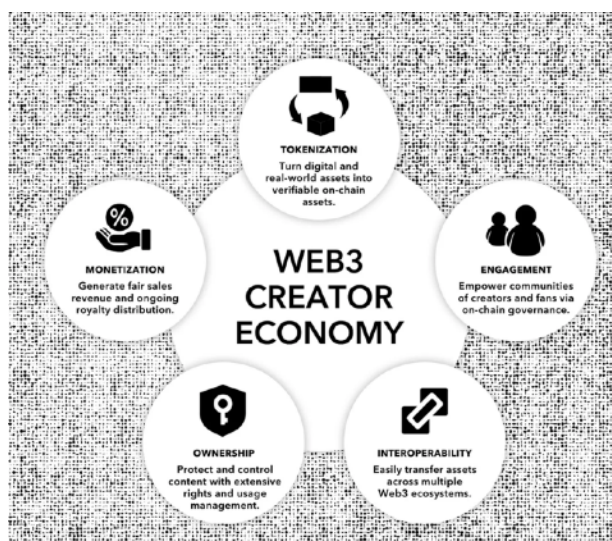 TOKENIZATION
Turn digital and
real-world assets into
verifiable on-chain
assets.
%
MONETIZATION
Generate fair sales
revenue and ongoing
royalty distribution.
WEB3
CREATOR
ECONOMY
ENGAGEMENT
Empower communities
of creators and fans via
on-chain governance.
OWNERSHIP
Protect and control
content with extensive
rights and usage
management.
INTEROPERABILITY
Easily transfer assets
across multiple
Web3 ecosystems.